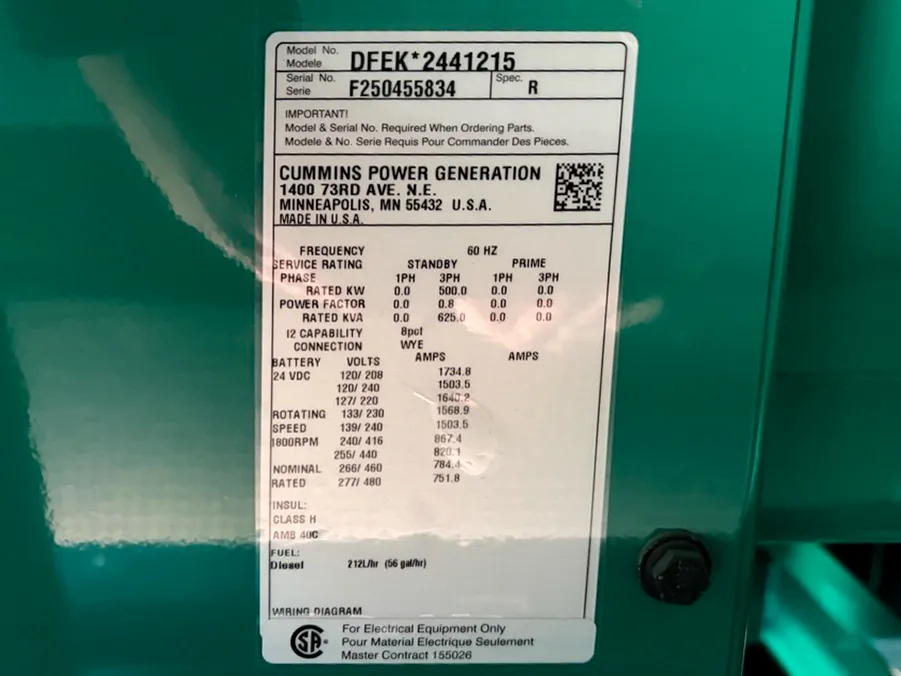 Model No. Modele DFEK*2441215
Serial No. Serie F250455834 Spec. R
IMPORTANT!
Model & Serial No. Required When Ordering Parts.
Modele & No. Serie Requis Pour Commander Des Pieces.
CUMMINS POWER GENERATION
1400 73RD AVE. N.E.
MINNEAPOLIS, MN 55432 U.S.A.
MADE IN U.S.A.
FREQUENCY 60 HZ
SERVICE RATING STANDBY PRIME
PHASE 1PH 3PH 1PH 3PH
RATED KW 0.0 500.0 0.0 0.0
POWER FACTOR 0.0 0.8 0.0 0.0
RATED KVA 0.0 625.0 0.0 0.0
I2 CAPABILITY 8pct
CONNECTION WYE
BATTERY VOLTS AMPS AMPS
24 VDC 120/ 208 1734.8
120/ 240 1503.5
127/ 220 1640.2
ROTATING 133/ 230 1568.9
SPEED 139/ 240 1503.5
1800RPM 240/ 416 867.4
255/ 440 820.1
NOMINAL 266/ 460 784.4
RATED 277/ 480 751.8
INSUL:
CLASS H
AMB 40C
FUEL:
Diesel 212L/hr (56 gal/hr)
WIRING DIAGRAM
SA ®
For Electrical Equipment Only
Pour Material Electrique Seulement
Master Contract 155026